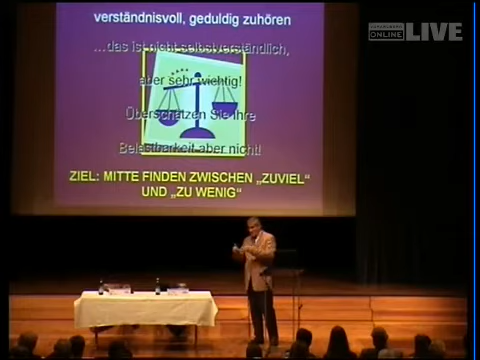 verständnisvoll, geduldig zuhören
...das ist nicht selbstverständlich,
aber sehr wichtig!
Überschätzen Sie Ihre
Belastbarkeit aber nicht!
ZIEL: MITTE FINDEN ZWISCHEN „ZUVIEL“
UND „ZU WENIG“
ONLINE LIVE